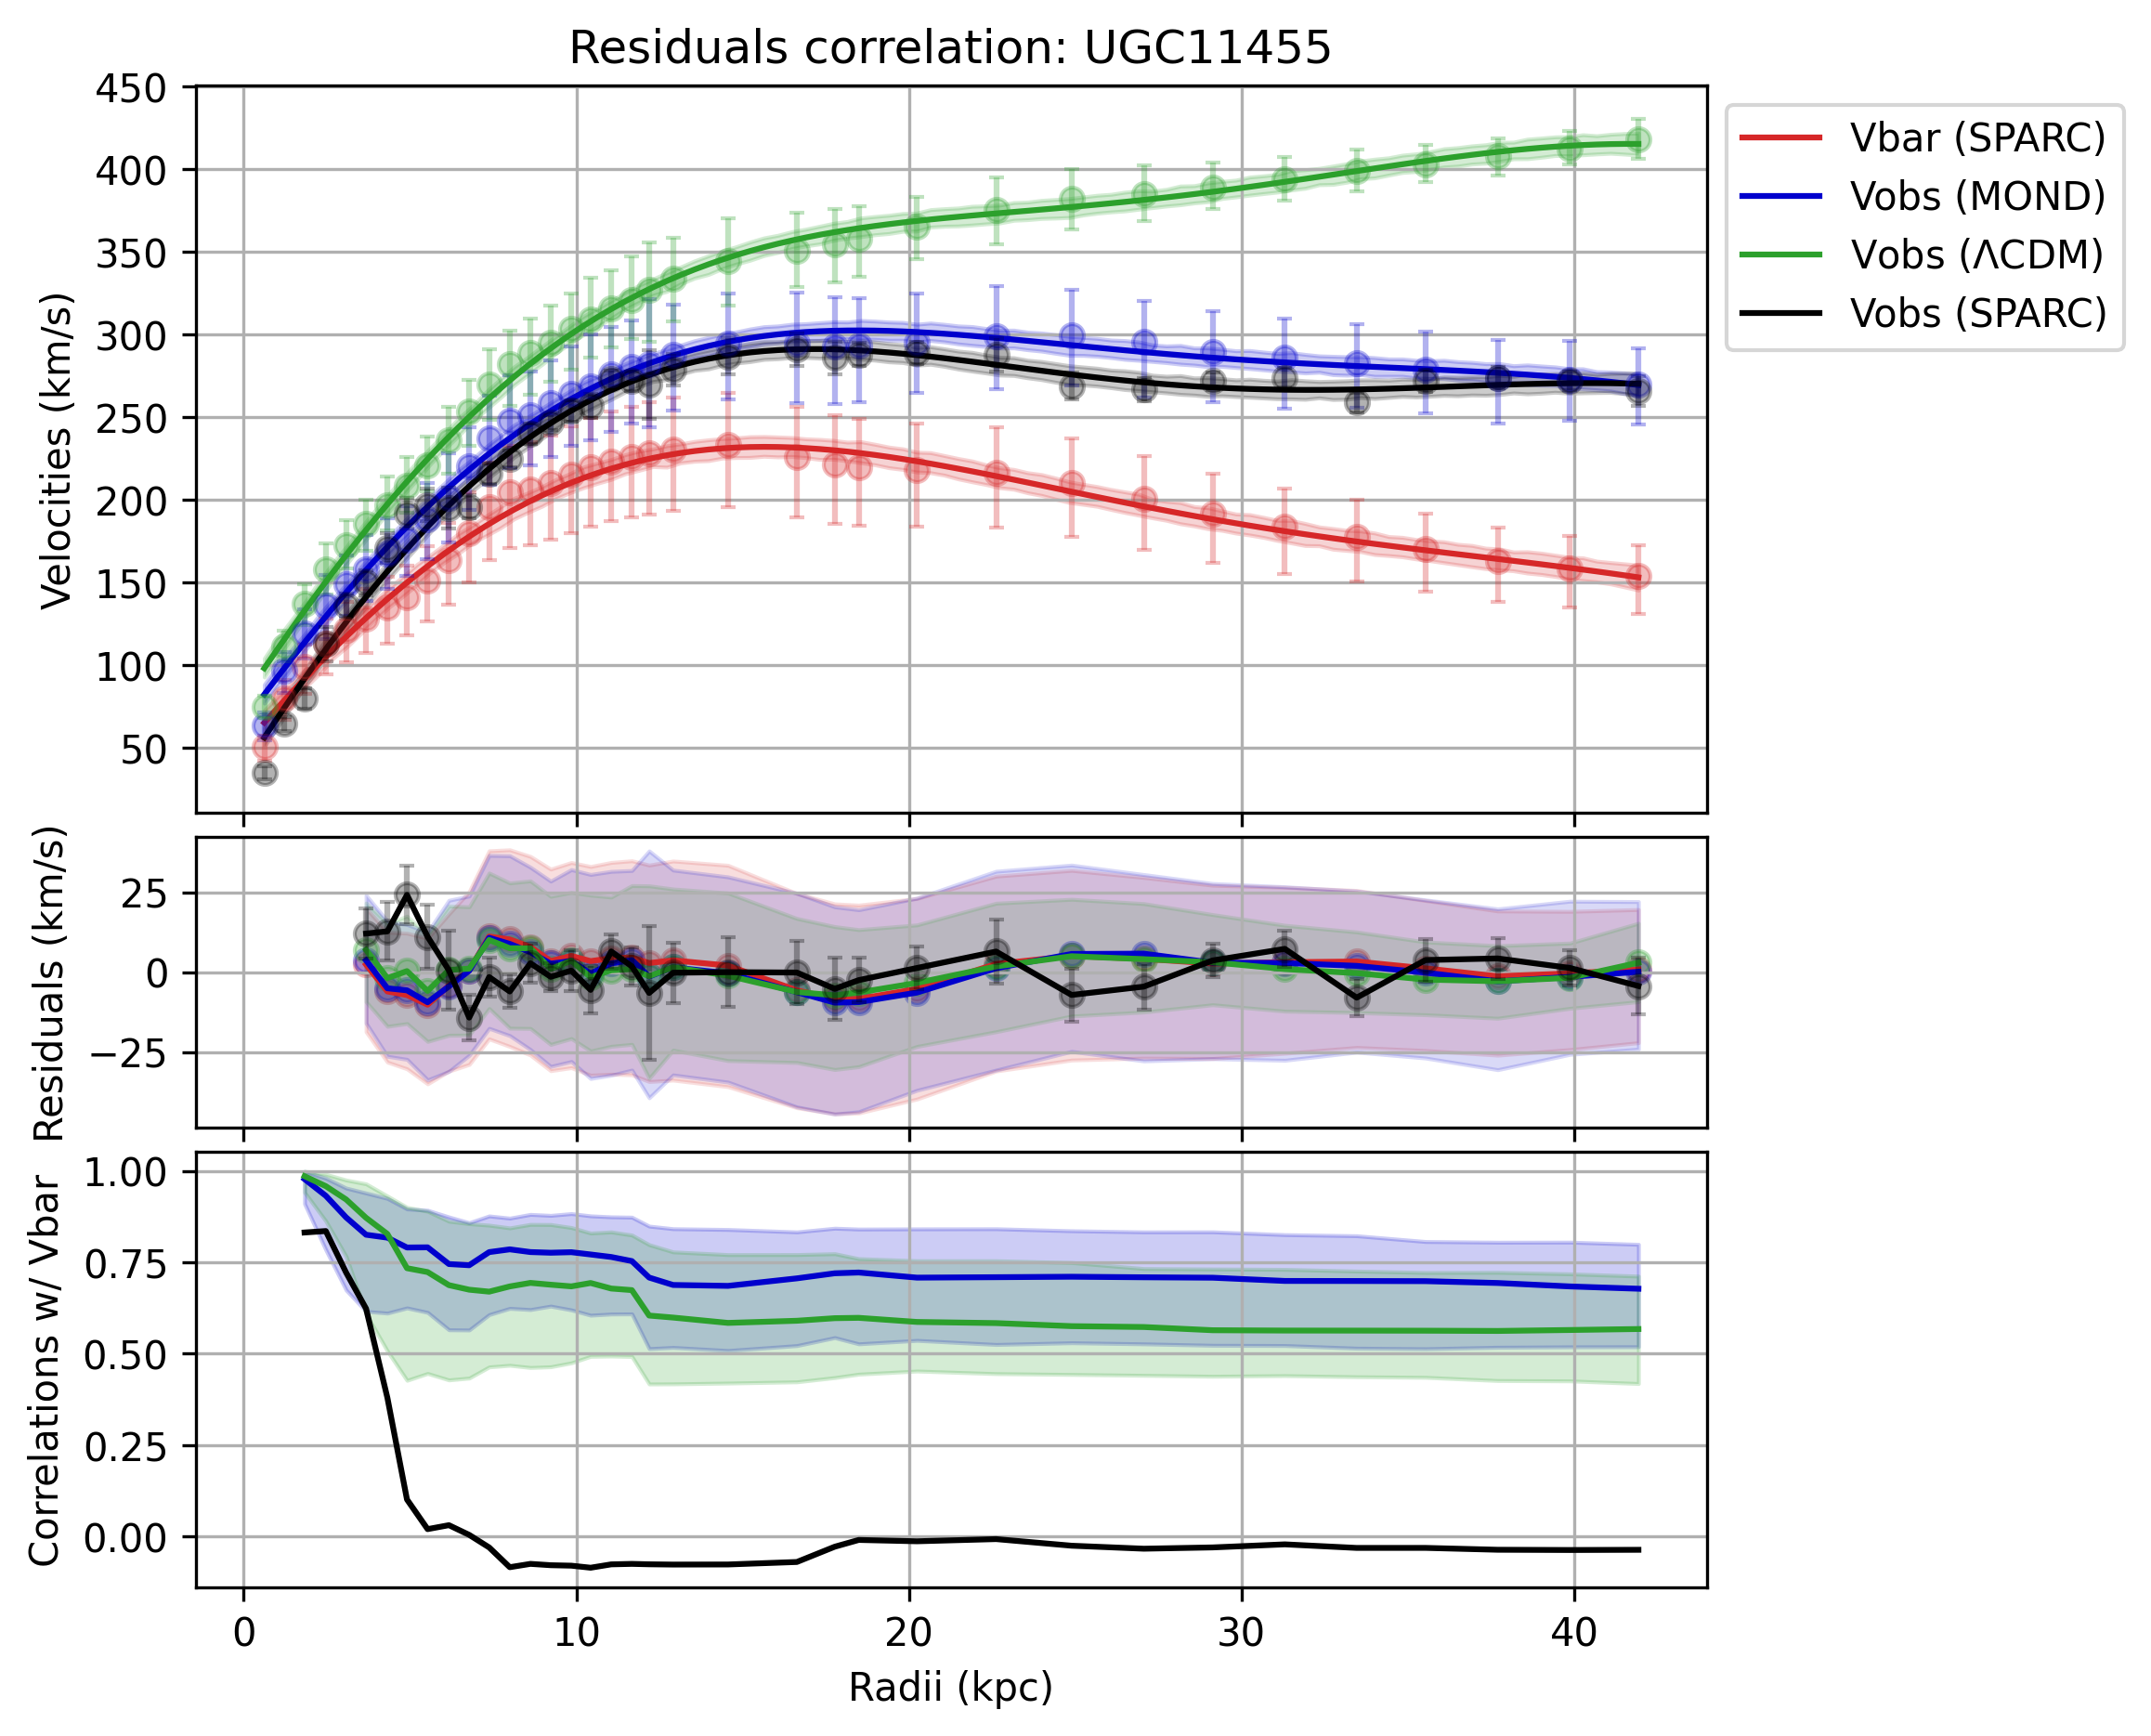 Residuals correlation: UGC11455
450
400
350
300
250
200
150
100
50
Velocities (km/s)
Vbar (SPARC)
Vobs (MOND)
Vobs (ΛCDM)
Vobs (SPARC)
25
0
−25
Residuals (km/s)
1.00
0.75
0.50
0.25
0.00
Correlations w/ Vbar
0 10 20 30 40
Radii (kpc)